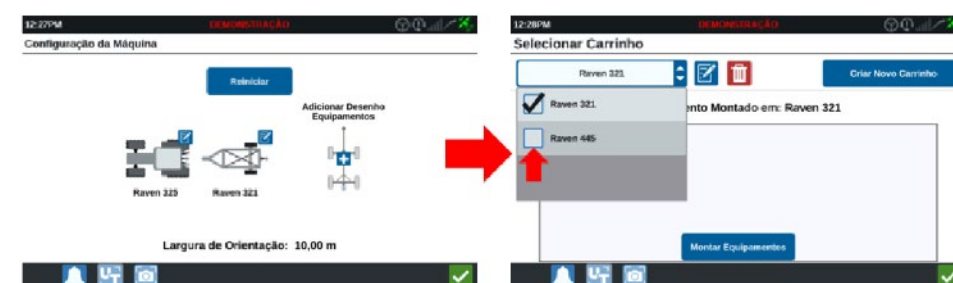 12:27PM DEMONSTRAÇÃO
Configuração da Máquina
Reiniciar
Adicionar Desenho
Equipamentos
Raven 325 Raven 321
Largura de Orientação: 10,00 m
UT
12:28PM DEMONSTRAÇÃO
Selecionar Carrinho
Raven 321 Criar Novo Carrinho
Raven 321
ento Montado em: Raven 321
Raven 445
Montar Equipamentos
UT